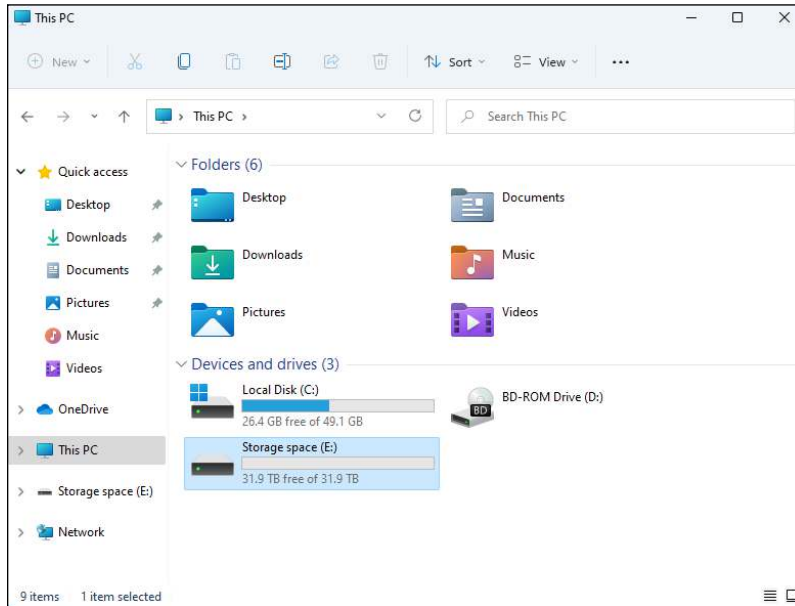 This PC
New
Sort
View
This PC
Search This PC
Quick access
Desktop
Downloads
Documents
Pictures
Music
Videos
OneDrive
This PC
Storage space (E:)
Network
Folders (6)
Desktop
Documents
Downloads
Music
Pictures
Videos
Devices and drives (3)
Local Disk (C:)
26.4 GB free of 49.1 GB
BD-ROM Drive (D:)
BD
Storage space (E:)
31.9 TB free of 31.9 TB
9 items 1 item selected